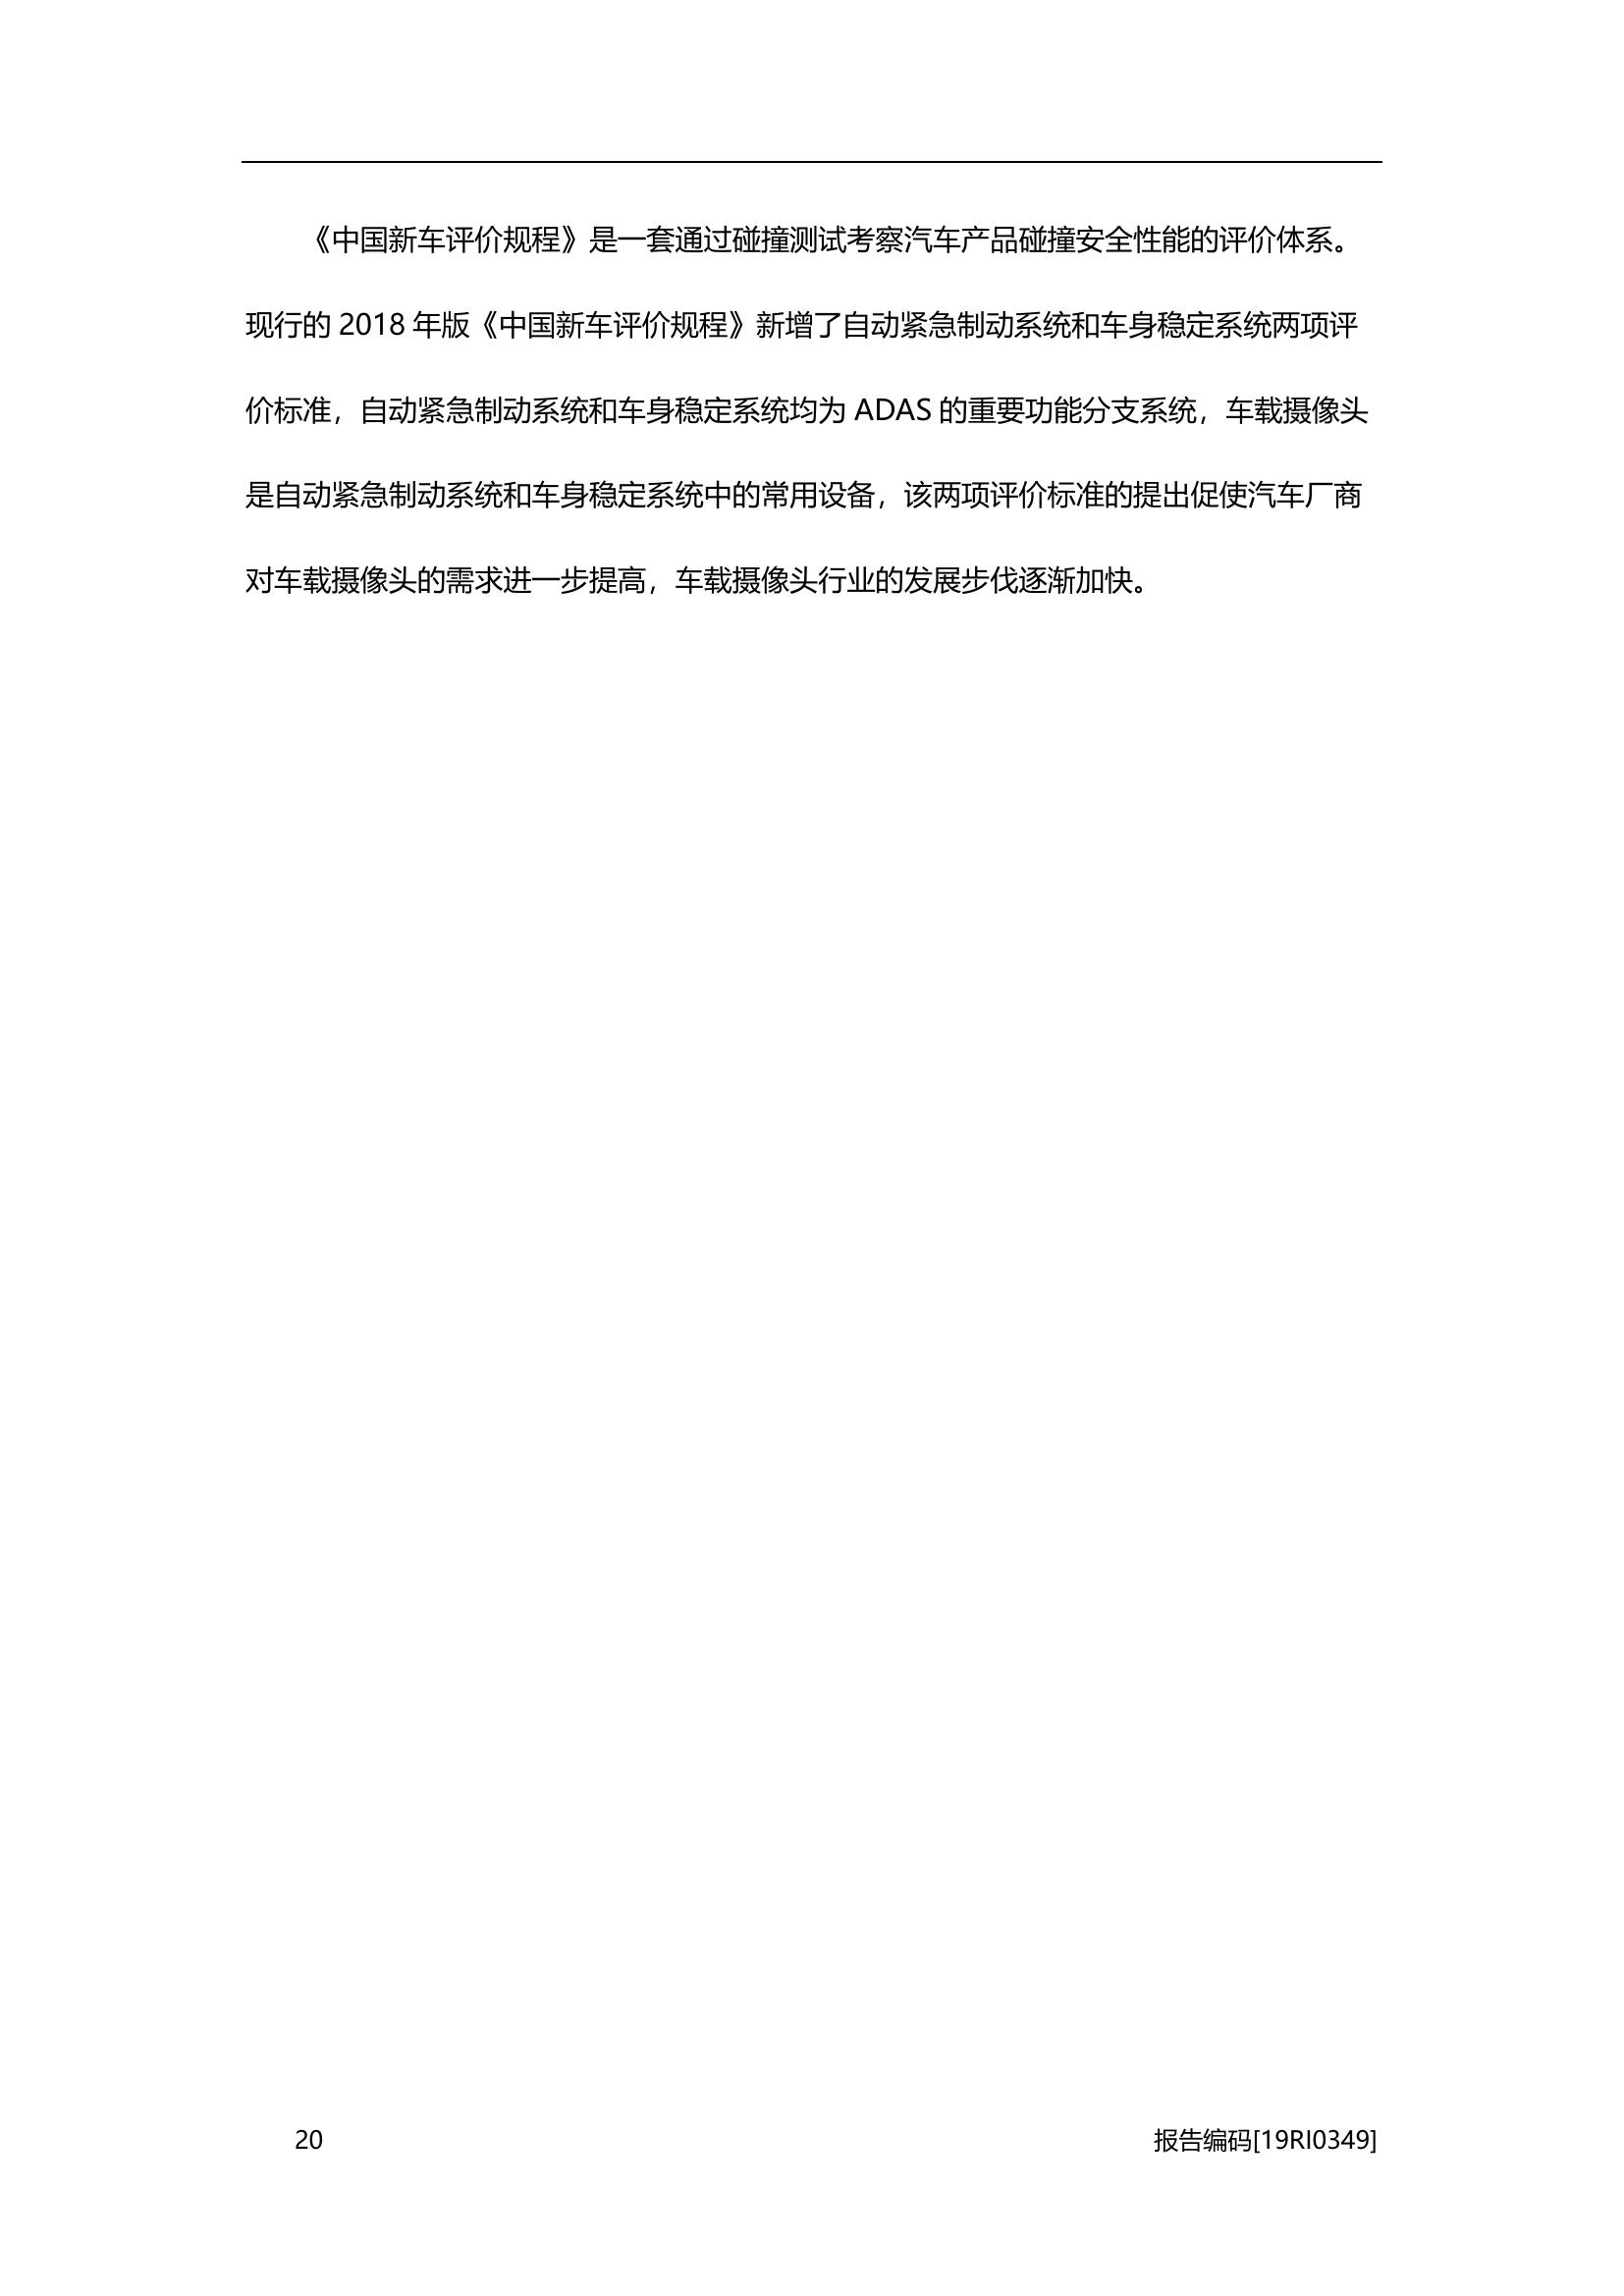 《中国新车评价规程》是一套通过碰撞测试考察汽车产品碰撞安全性能的评价体系。
现行的 2018 年版《中国新车评价规程》新增了自动紧急制动系统和车身稳定系统两项评
价标准，自动紧急制动系统和车身稳定系统均为 ADAS 的重要功能分支系统，车载摄像头
是自动紧急制动系统和车身稳定系统中的常用设备，该两项评价标准的提出促使汽车厂商
对车载摄像头的需求进一步提高，车载摄像头行业的发展步伐逐渐加快。
20 报告编码[19RI0349]